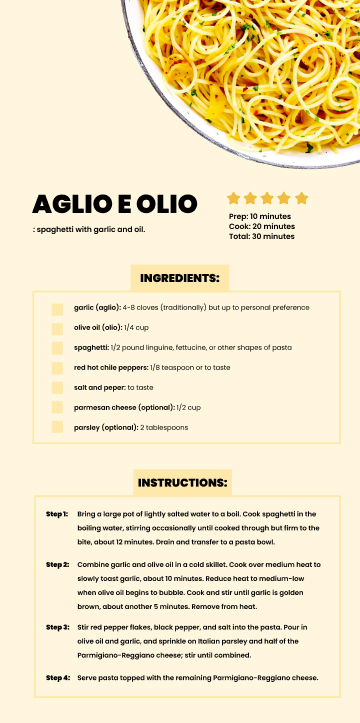 AGLIO E OLIO
: spaghetti with garlic and oil.
Prep: 10 minutes
Cook: 20 minutes
Total: 30 minutes
INGREDIENTS:
garlic (aglio): 4-8 cloves (traditionally) but up to personal preference
olive oil (olio): 1/4 cup
spaghetti: 1/2 pound linguine, fettucine, or other shapes of pasta
red hot chile peppers: 1/8 teaspoon or to taste
salt and peper: to taste
parmesan cheese (optional): 1/2 cup
parsley (optional): 2 tablespoons
INSTRUCTIONS:
Step 1: Bring a large pot of lightly salted water to a boil. Cook spaghetti in the
boiling water, stirring occasionally until cooked through but firm to the
bite, about 12 minutes. Drain and transfer to a pasta bowl.
Step 2: Combine garlic and olive oil in a cold skillet. Cook over medium heat to
slowly toast garlic, about 10 minutes. Reduce heat to medium-low
when olive oil begins to bubble. Cook and stir until garlic is golden
brown, about another 5 minutes. Remove from heat.
Step 3: Stir red pepper flakes, black pepper, and salt into the pasta. Pour in
olive oil and garlic, and sprinkle on Italian parsley and half of the
Parmigiano-Reggiano cheese; stir until combined.
Step 4: Serve pasta topped with the remaining Parmigiano-Reggiano cheese.